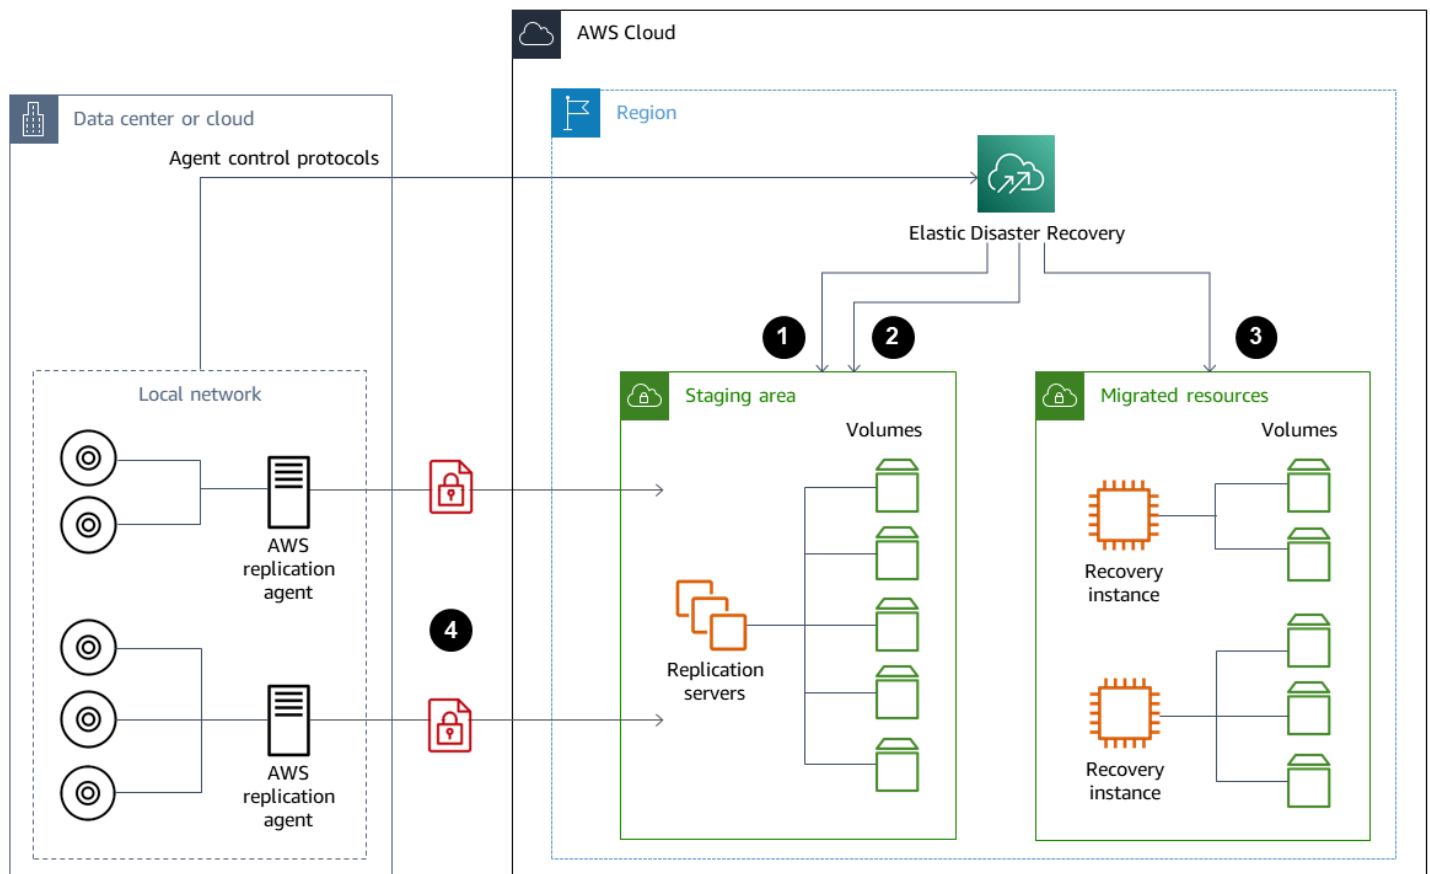 AWS Cloud
Data center or cloud
Region
Agent control protocols
Elastic Disaster Recovery
1
2
3
Local network
Staging area
Migrated resources
Volumes
Volumes
AWS
replication
agent
Recovery
instance
4
Replication
servers
AWS
replication
agent
Recovery
instance